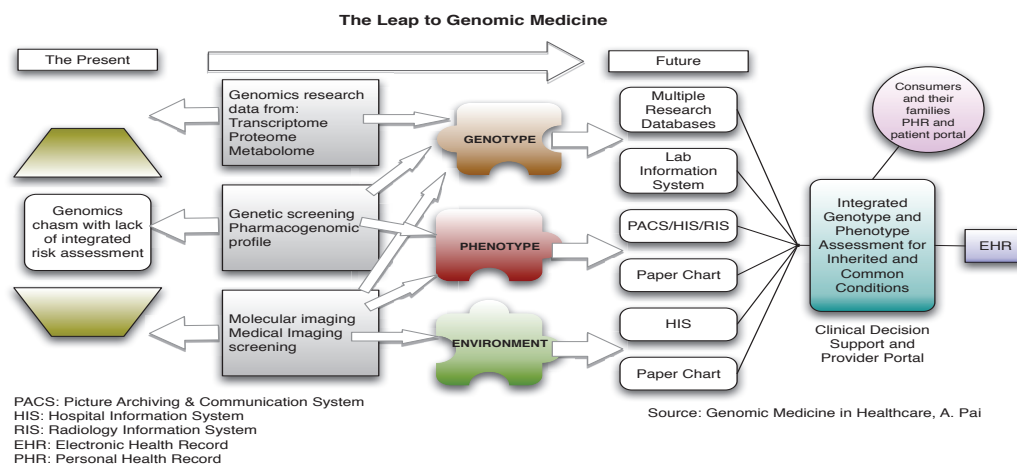 The Leap to Genomic Medicine
The Present
Future
Genomics research
data from:
Transcriptome
Proteome
Metabolome
Genomics
chasm with lack
of integrated
risk assessment
Genetic screening
Pharmacogenomic
profile
Molecular imaging
Medical Imaging
screening
GENOTYPE
PHENOTYPE
ENVIRONMENT
Multiple
Research
Databases
Lab
Information
System
PACS/HIS/RIS
Paper Chart
HIS
Paper Chart
Consumers
and their
families
PHR and
patient portal
Integrated
Genotype and
Phenotype
Assessment for
Inherited and
Common
Conditions
EHR
Clinical Decision
Support and
Provider Portal
PACS: Picture Archiving & Communication System
HIS: Hospital Information System
RIS: Radiology Information System
EHR: Electronic Health Record
PHR: Personal Health Record
Source: Genomic Medicine in Healthcare, A. Pai